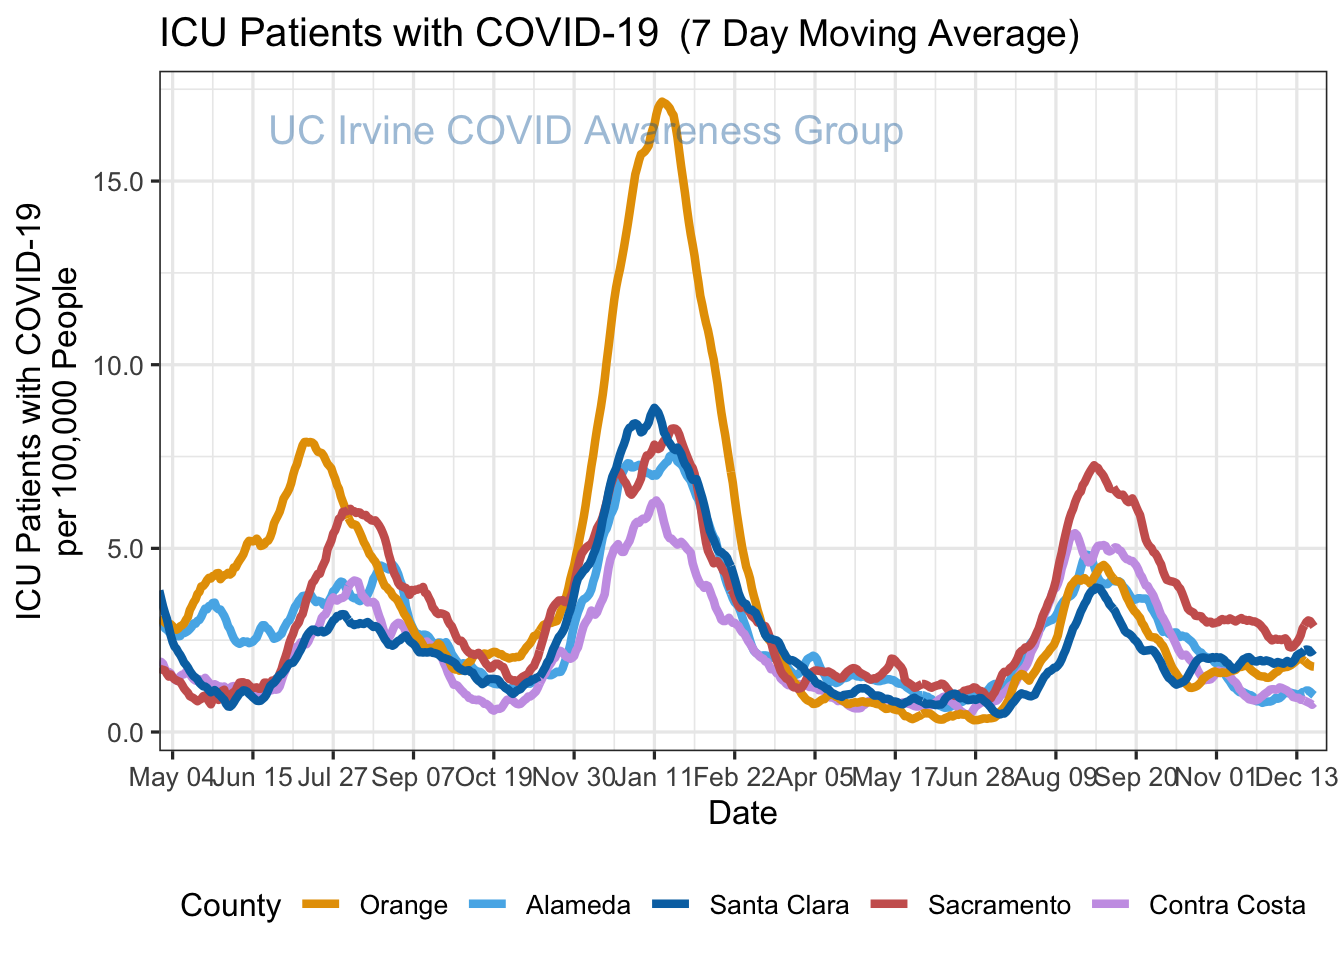 ICU Patients with COVID-19  (7 Day Moving Average)
UC Irvine COVID Awareness Group
ICU Patients with COVID-19
per 100,000 People
15.0
10.0
5.0
0.0
May 04 Jun 15 Jul 27 Sep 07 Oct 19 Nov 30 Jan 11 Feb 22 Apr 05 May 17 Jun 28 Aug 09 Sep 20 Nov 01 Dec 13
Date
County Orange Alameda Santa Clara Sacramento Contra Costa